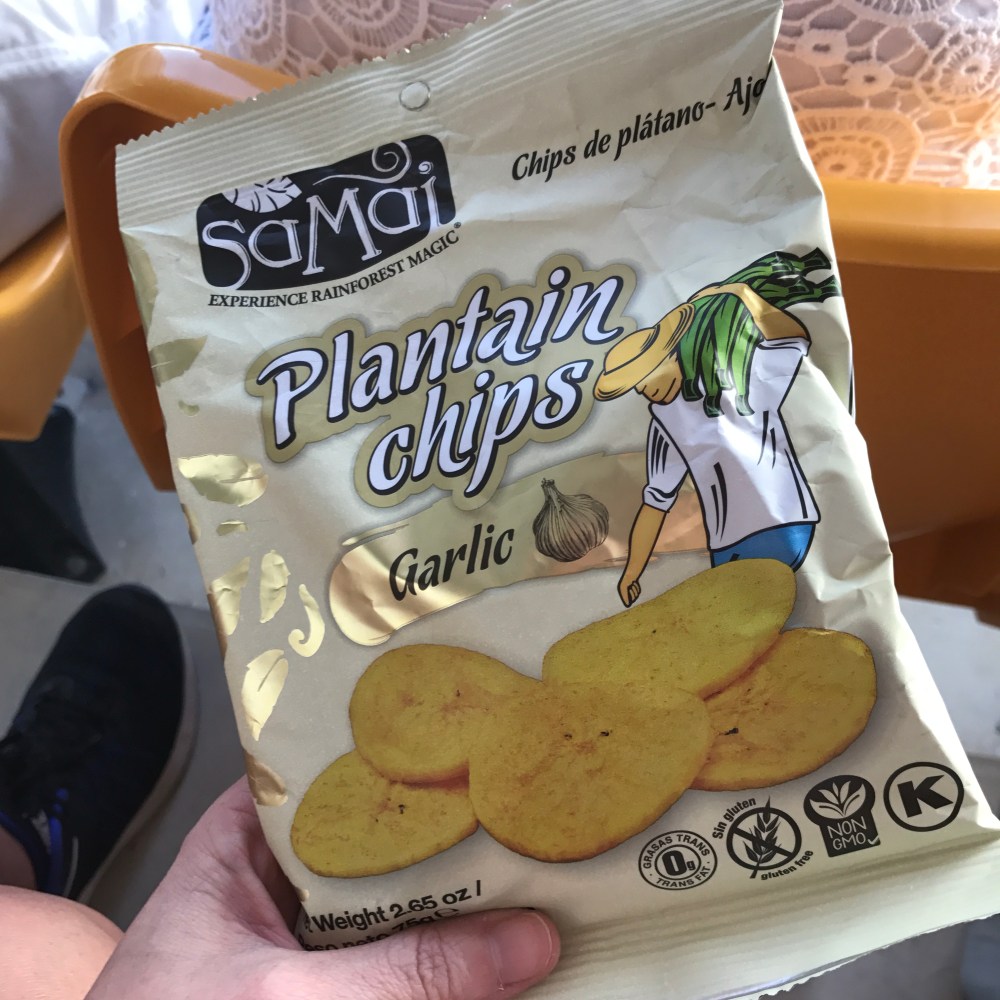 Chips de plátano- Ajo
saMai
EXPERIENCE RAINFOREST MAGIC®
Plantain
chips
Garlic
GRASAS TRANS
0g
TRANS FAT
Sin gluten
gluten free
NON
GMO
K
Weight 2.65 oz /
75g